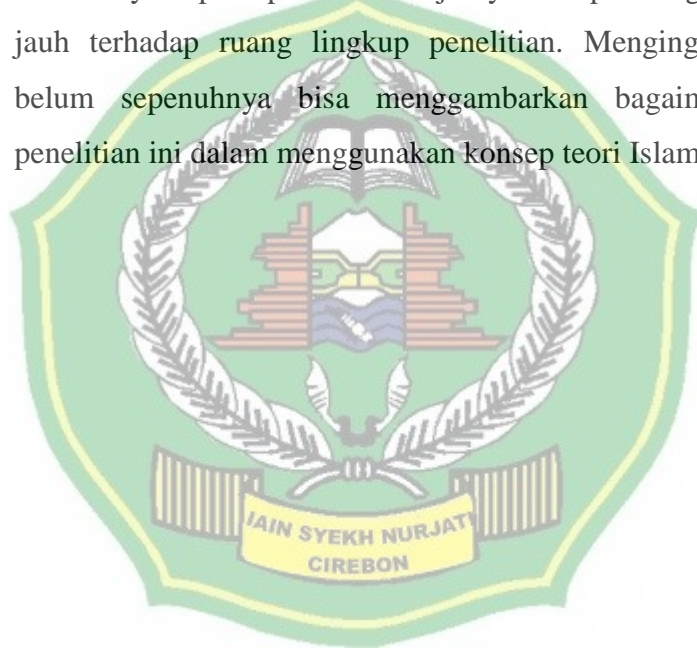 jauh terhadap ruang lingkup penelitian. Menging
belum sepenuhnya bisa menggambarkan bagain
penelitian ini dalam menggunakan konsep teori Islam
IAIN SYEKH NURJATI
CIREBON